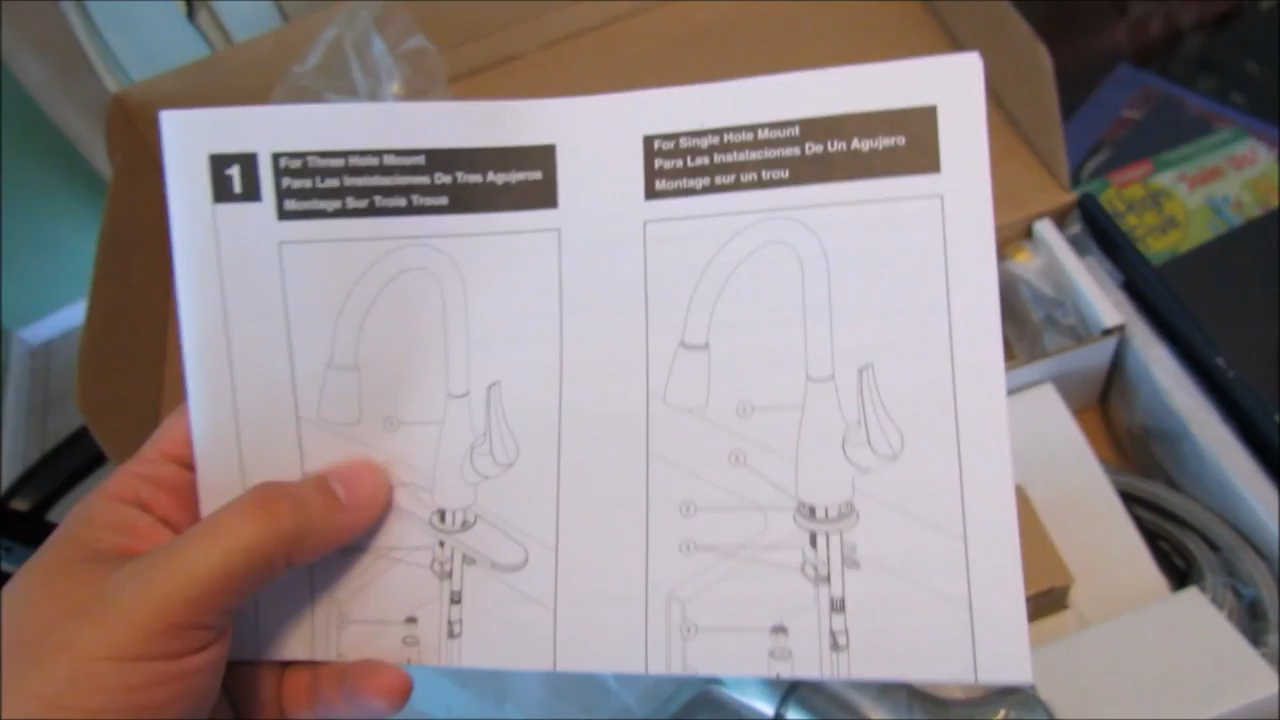 1
For Three Hole Mount
Para Las Instalaciones De Tres Agujeros
Montage Sur Trois Trous
For Single Hole Mount
Para Las Instalaciones De Un Agujero
Montage sur un trou